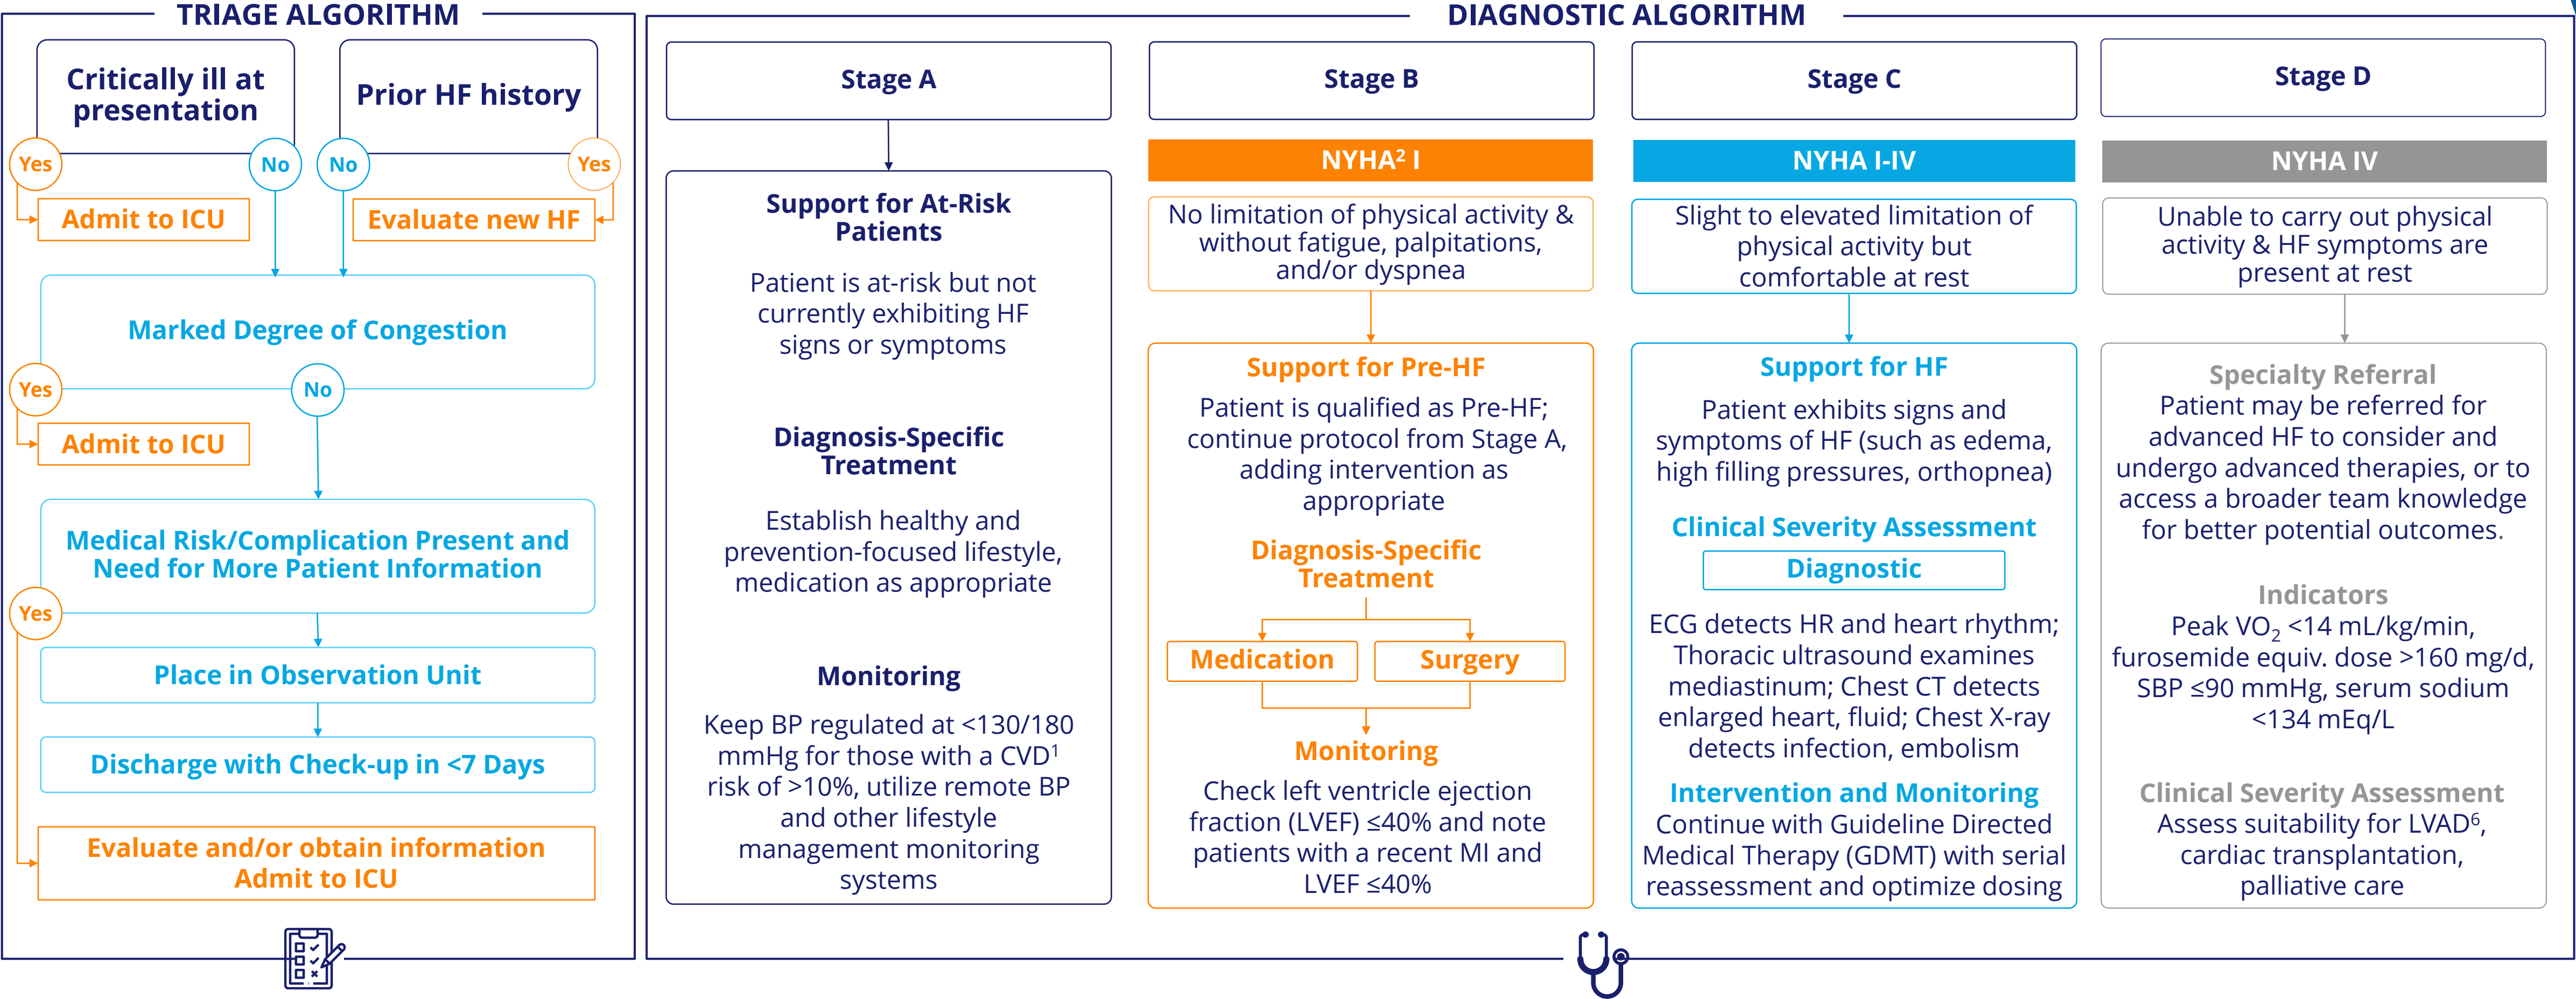 TRIAGE ALGORITHM
Critically ill at
presentation
Prior HF history
Yes
No
No
Yes
Admit to ICU
Evaluate new HF
Marked Degree of Congestion
Yes
No
Admit to ICU
Medical Risk/Complication Present and
Need for More Patient Information
Yes
Place in Observation Unit
Discharge with Check-up in <7 Days
Evaluate and/or obtain information
Admit to ICU
DIAGNOSTIC ALGORITHM
Stage A
Support for At-Risk
Patients
Patient is at-risk but not
currently exhibiting HF
signs or symptoms
Diagnosis-Specific
Treatment
Establish healthy and
prevention-focused lifestyle,
medication as appropriate
Monitoring
Keep BP regulated at <130/180
mmHg for those with a CVD¹
risk of >10%, utilize remote BP
and other lifestyle
management monitoring
systems
Stage B
NYHA² I
No limitation of physical activity &
without fatigue, palpitations,
and/or dyspnea
Support for Pre-HF
Patient is qualified as Pre-HF;
continue protocol from Stage A,
adding intervention as
appropriate
Diagnosis-Specific
Treatment
Medication
Surgery
Monitoring
Check left ventricle ejection
fraction (LVEF) ≤40% and note
patients with a recent MI and
LVEF ≤40%
Stage C
NYHA I-IV
Slight to elevated limitation of
physical activity but
comfortable at rest
Support for HF
Patient exhibits signs and
symptoms of HF (such as edema,
high filling pressures, orthopnea)
Clinical Severity Assessment
Diagnostic
ECG detects HR and heart rhythm;
Thoracic ultrasound examines
mediastinum; Chest CT detects
enlarged heart, fluid; Chest X-ray
detects infection, embolism
Intervention and Monitoring
Continue with Guideline Directed
Medical Therapy (GDMT) with serial
reassessment and optimize dosing
Stage D
NYHA IV
Unable to carry out physical
activity & HF symptoms are
present at rest
Specialty Referral
Patient may be referred for
advanced HF to consider and
undergo advanced therapies, or to
access a broader team knowledge
for better potential outcomes.
Indicators
Peak VO₂ <14 mL/kg/min,
furosemide equiv. dose >160 mg/d,
SBP ≤90 mmHg, serum sodium
<134 mEq/L
Clinical Severity Assessment
Assess suitability for LVAD⁶,
cardiac transplantation,
palliative care